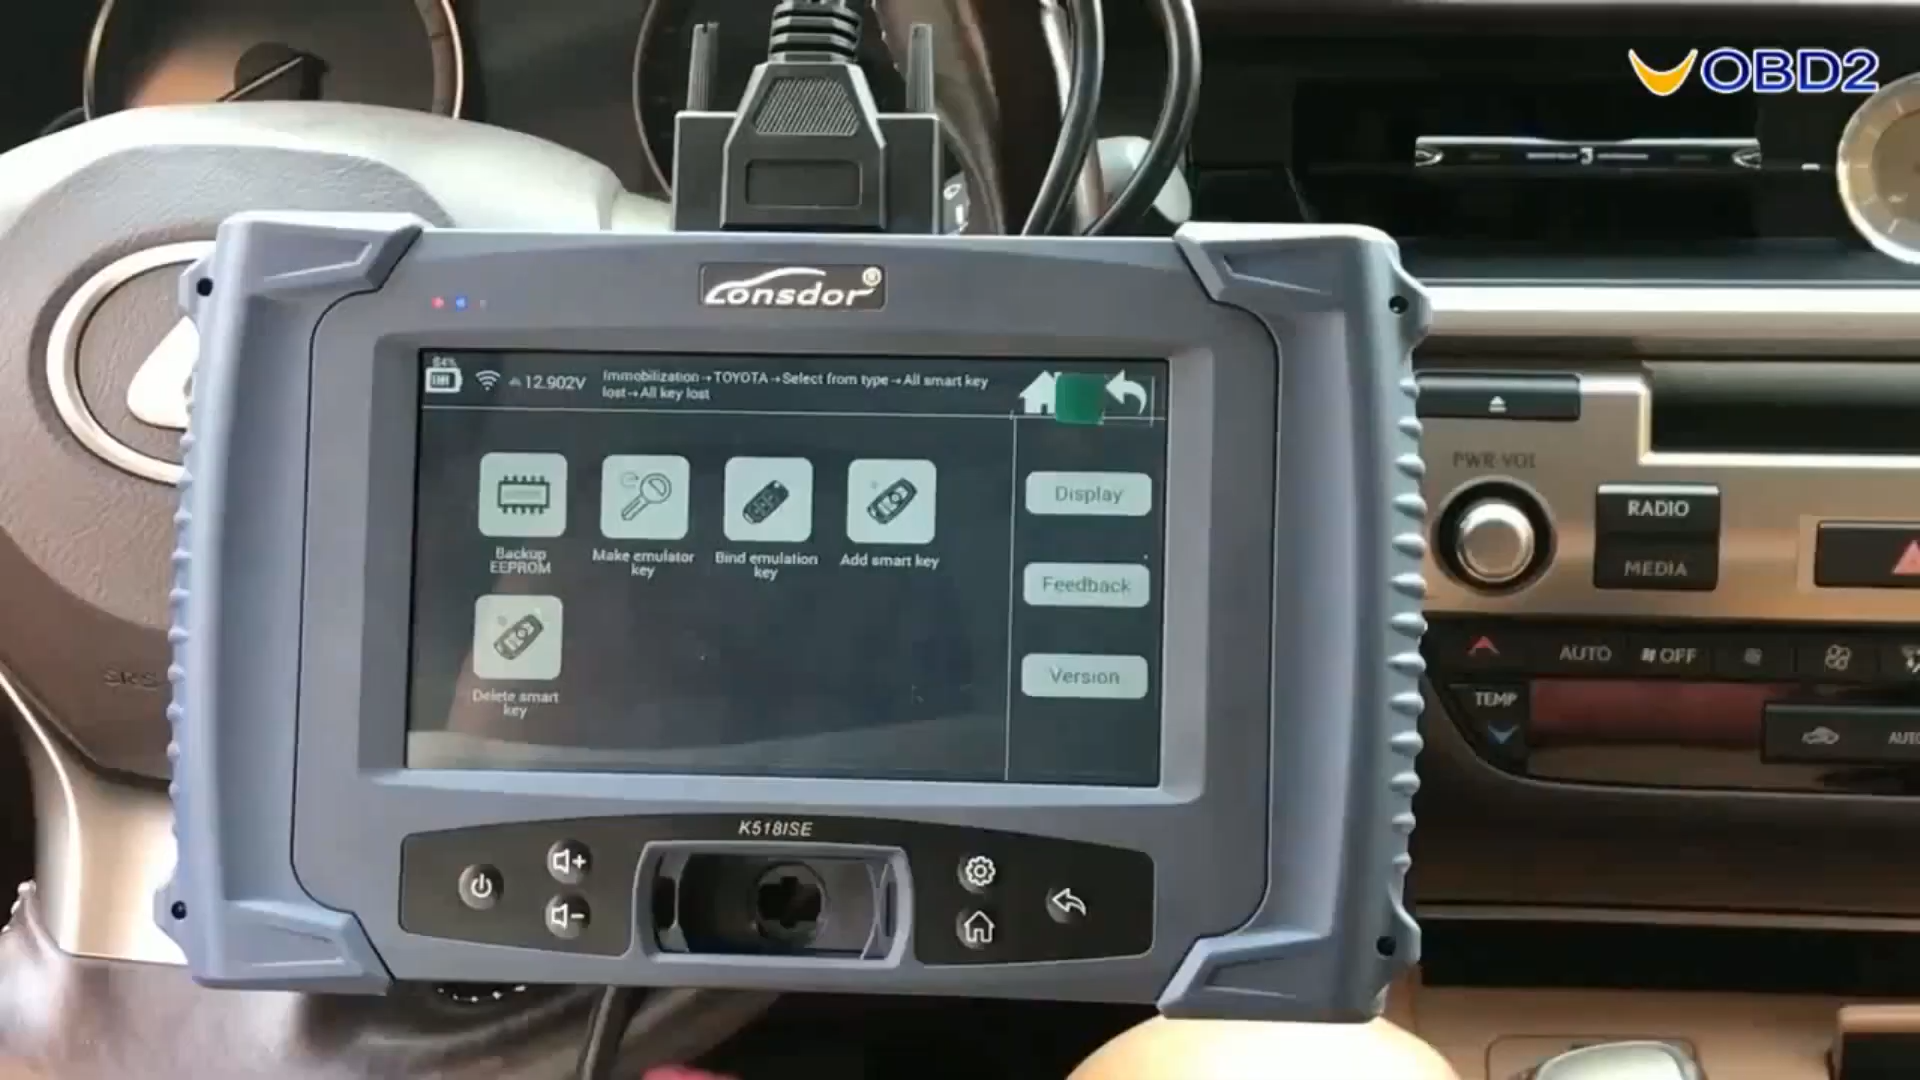 OBD2
Lonsdor®
84%
12.902V
Immobilization→TOYOTA→Select from type→All smart key
lost→All key lost
Backup
EEPROM
Make emulator
key
Bind emulation
key
Add smart key
Delete smart
key
Display
Feedback
Version
K518ISE
PWR·VOL
RADIO
MEDIA
AUTO
OFF
TEMP
AUTO
SRS